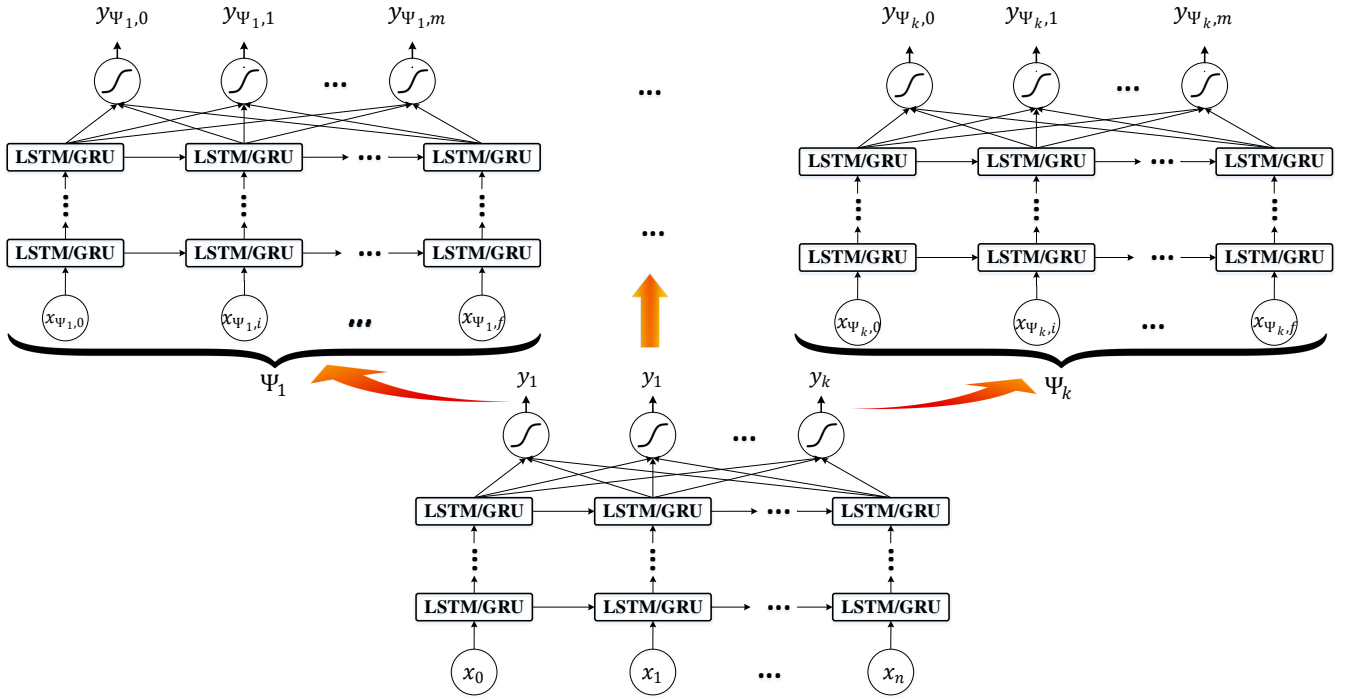 y_{Ψ_1,0} y_{Ψ_1,1} y_{Ψ_1,m} y_{Ψ_k,0} y_{Ψ_k,1} y_{Ψ_k,m}
... ... ...
LSTM/GRU LSTM/GRU ... LSTM/GRU LSTM/GRU LSTM/GRU ... LSTM/GRU
...
LSTM/GRU LSTM/GRU ... LSTM/GRU LSTM/GRU LSTM/GRU ... LSTM/GRU
x_{Ψ_1,0} x_{Ψ_1,i} ... x_{Ψ_1,f} x_{Ψ_k,0} x_{Ψ_k,i} ... x_{Ψ_k,f}
Ψ_1 y_1 y_1 y_k Ψ_k
...
LSTM/GRU LSTM/GRU ... LSTM/GRU
LSTM/GRU LSTM/GRU ... LSTM/GRU
x_0 x_1 ... x_n